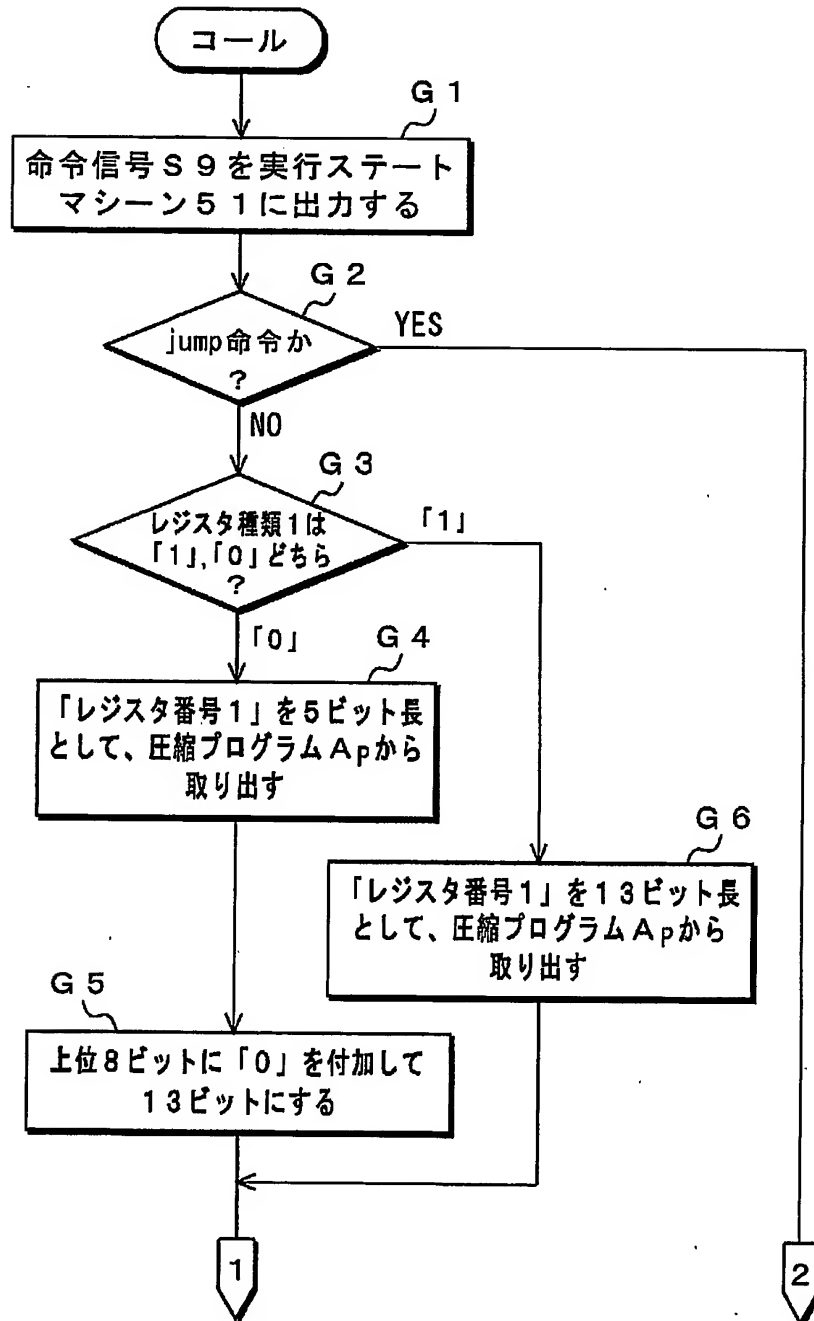 コール
G1
命令信号S9を実行ステート
マシーン51に出力する
G2
jump命令か
?
YES
NO
G3
レジスタ種類1は
「1」,「0」どちら
?
「1」
「0」
G4
「レジスタ番号1」を5ビット長
として、圧縮プログラムApから
取り出す
G6
「レジスタ番号1」を13ビット長
として、圧縮プログラムApから
取り出す
G5
上位8ビットに「0」を付加して
13ビットにする
1
2